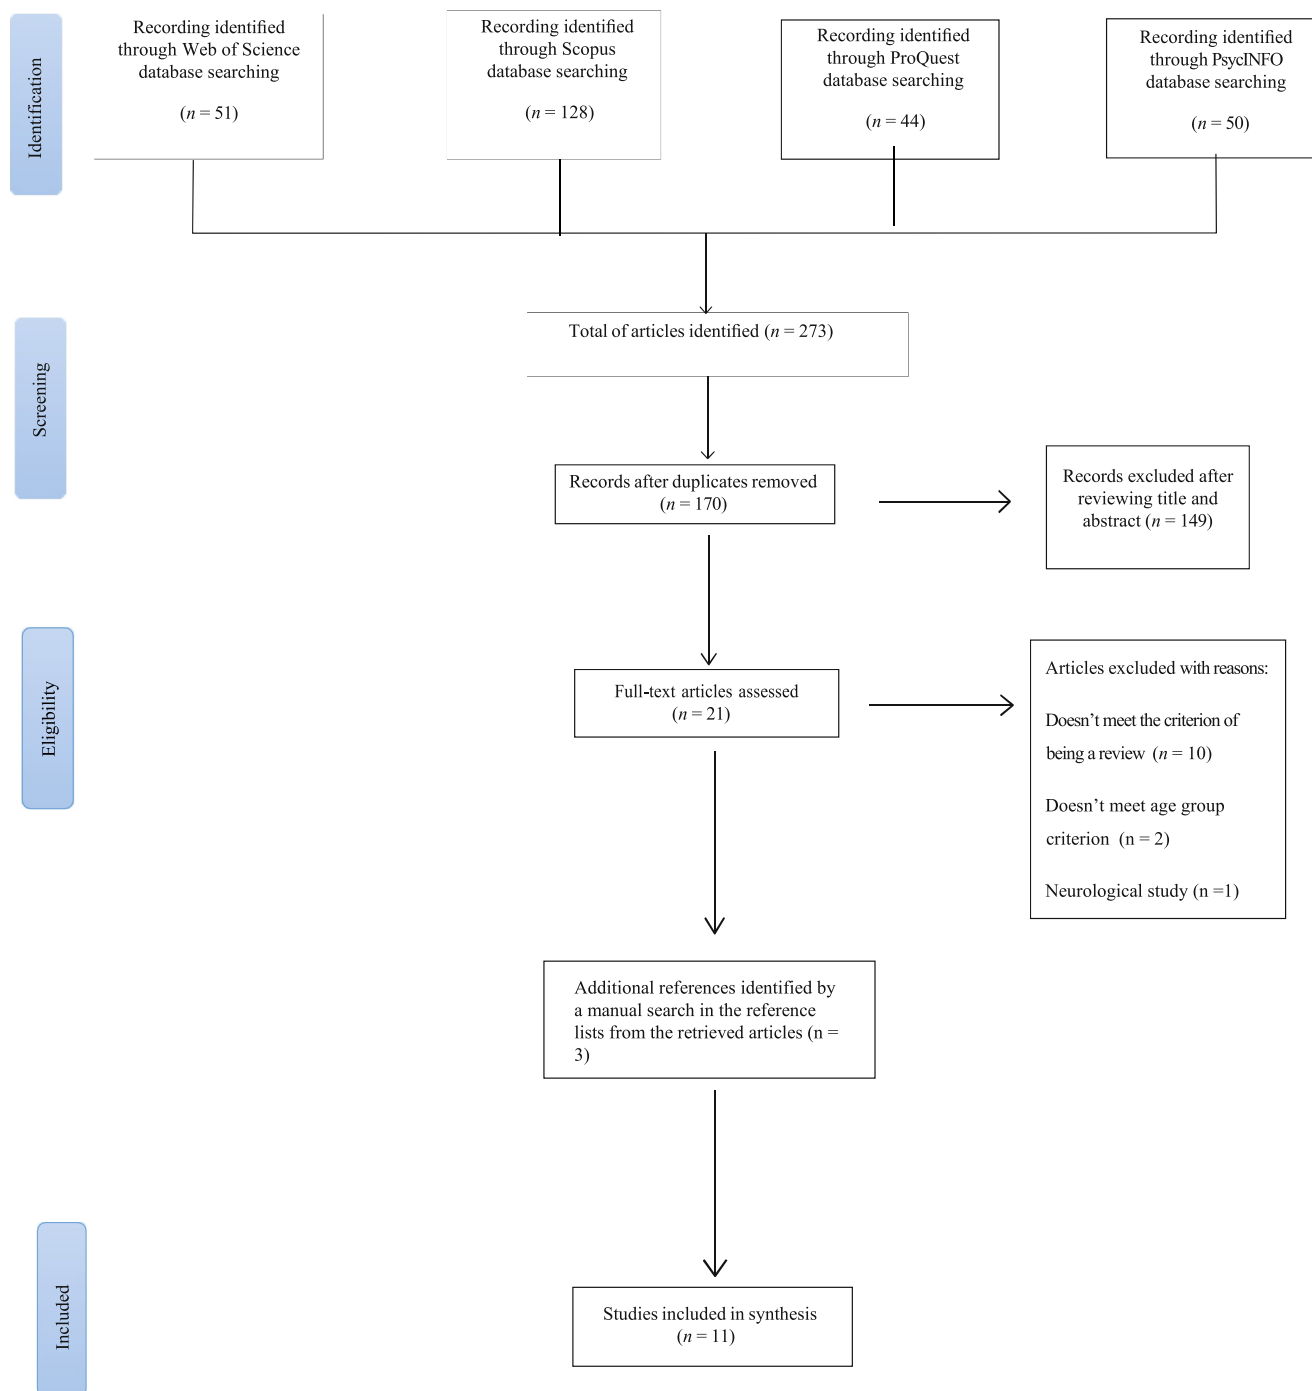 Identification
Recording identified
through Web of Science
database searching
(n = 51)
Recording identified
through Scopus
database searching
(n = 128)
Recording identified
through ProQuest
database searching
(n = 44)
Recording identified
through PsycINFO
database searching
(n = 50)
Screening
Total of articles identified (n = 273)
Records after duplicates removed
(n = 170)
Records excluded after
reviewing title and
abstract (n = 149)
Eligibility
Full-text articles assessed
(n = 21)
Articles excluded with reasons:
Doesn’t meet the criterion of
being a review (n = 10)
Doesn’t meet age group
criterion (n = 2)
Neurological study (n =1)
Additional references identified by
a manual search in the reference
lists from the retrieved articles (n =
3)
Included
Studies included in synthesis
(n = 11)